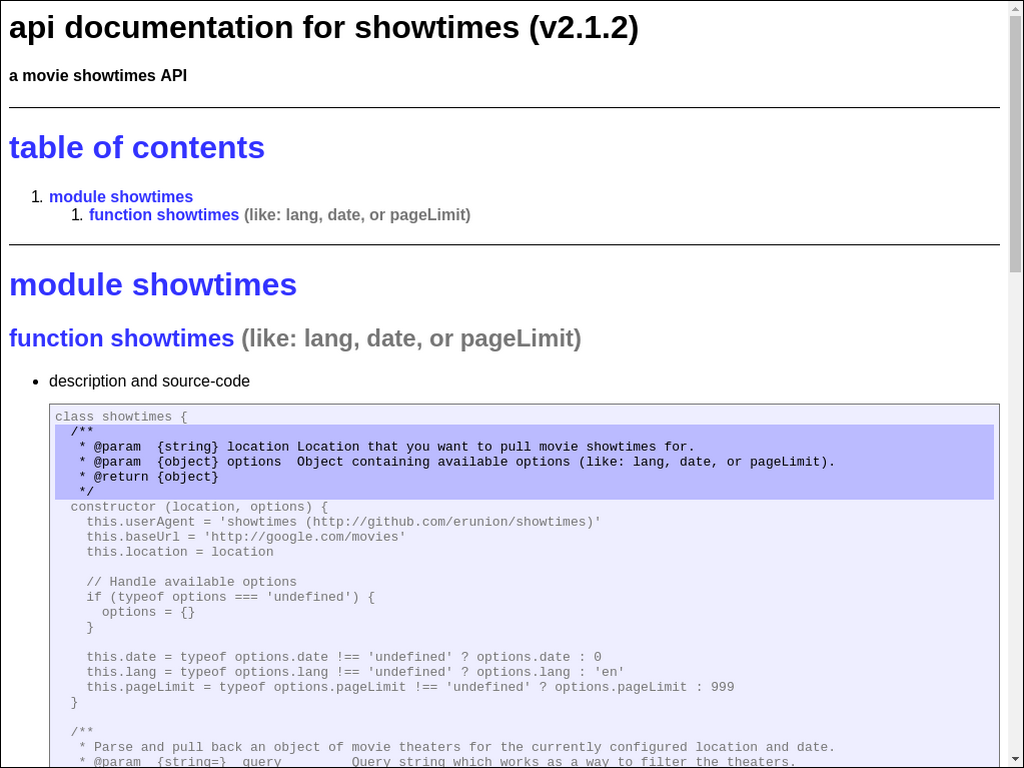 api documentation for showtimes (v2.1.2)
a movie showtimes API
table of contents
1. module showtimes
1. function showtimes (like: lang, date, or pageLimit)
module showtimes
function showtimes (like: lang, date, or pageLimit)
• description and source-code
class showtimes {
  /**
   * @param  {string} location Location that you want to pull movie showtimes for.
   * @param  {object} options  Object containing available options (like: lang, date, or pageLimit).
   * @return {object}
   */
  constructor (location, options) {
    this.userAgent = 'showtimes (http://github.com/erunion/showtimes)'
    this.baseUrl = 'http://google.com/movies'
    this.location = location
    // Handle available options
    if (typeof options === 'undefined') {
      options = {}
    }
    this.date = typeof options.date !== 'undefined' ? options.date : 0
    this.lang = typeof options.lang !== 'undefined' ? options.lang : 'en'
    this.pageLimit = typeof options.pageLimit !== 'undefined' ? options.pageLimit : 999
  }
  /**
   * Parse and pull back an object of movie theaters for the currently configured location and date.
   * @param  {string=}  query         Query string which works as a way to filter the theaters.